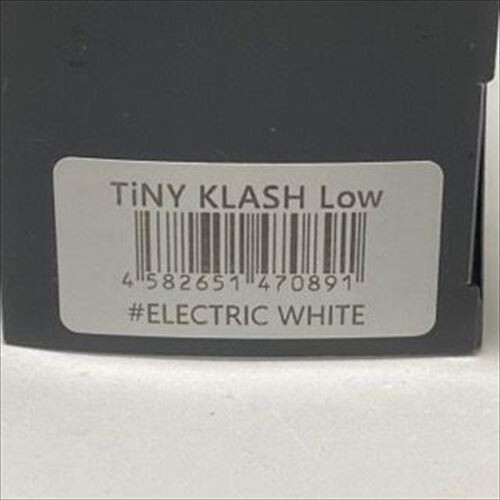 TiNY KLASH Low
4 582651 470891
#ELECTRIC WHITE